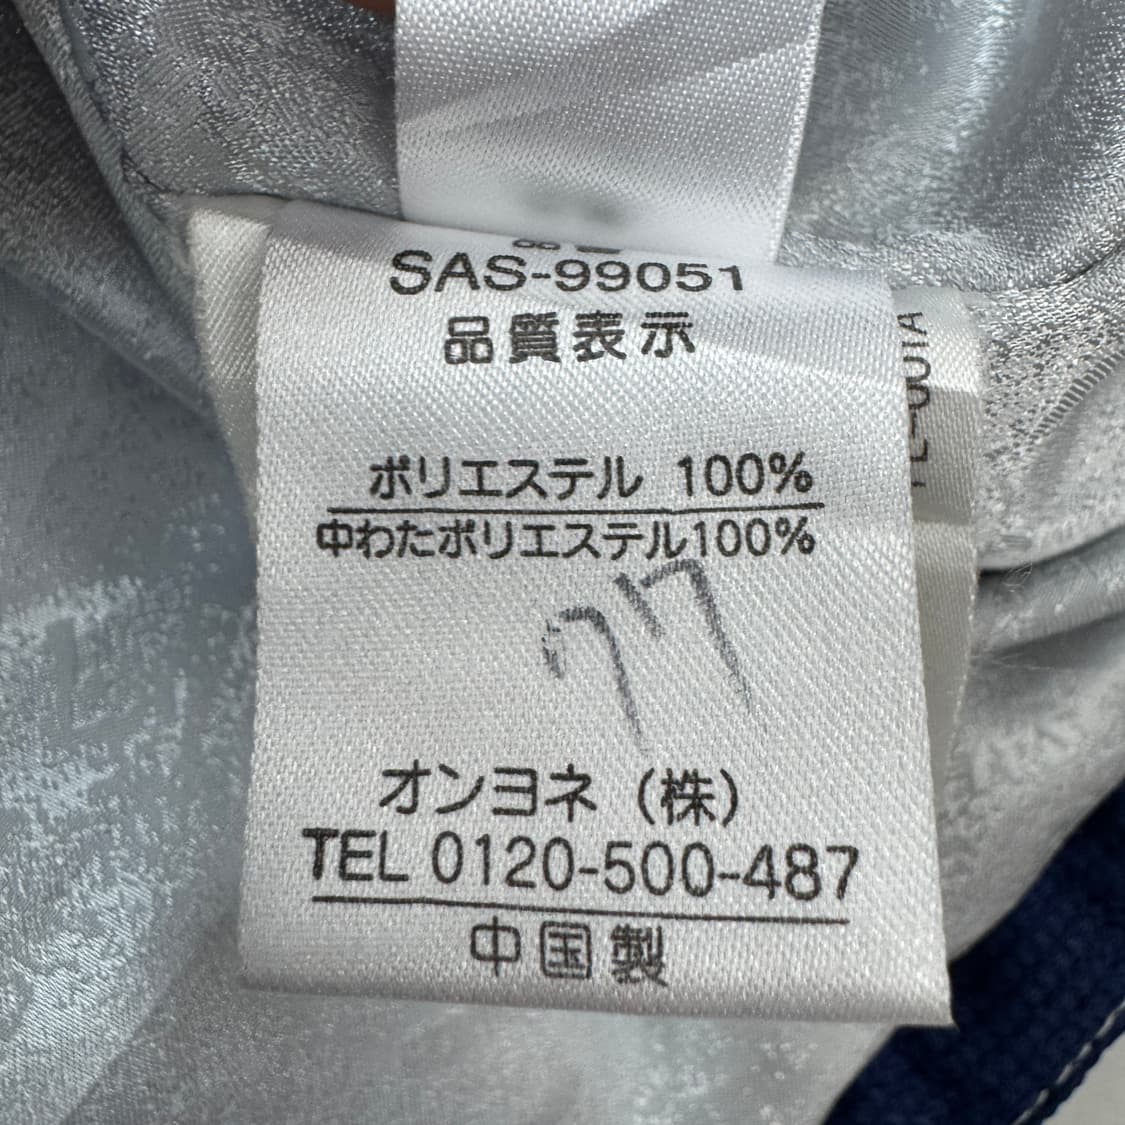 SAS-99051
品質表示
ポリエステル 100%
中わたポリエステル100%
77
オンヨネ（株）
TEL 0120-500-487
中国製